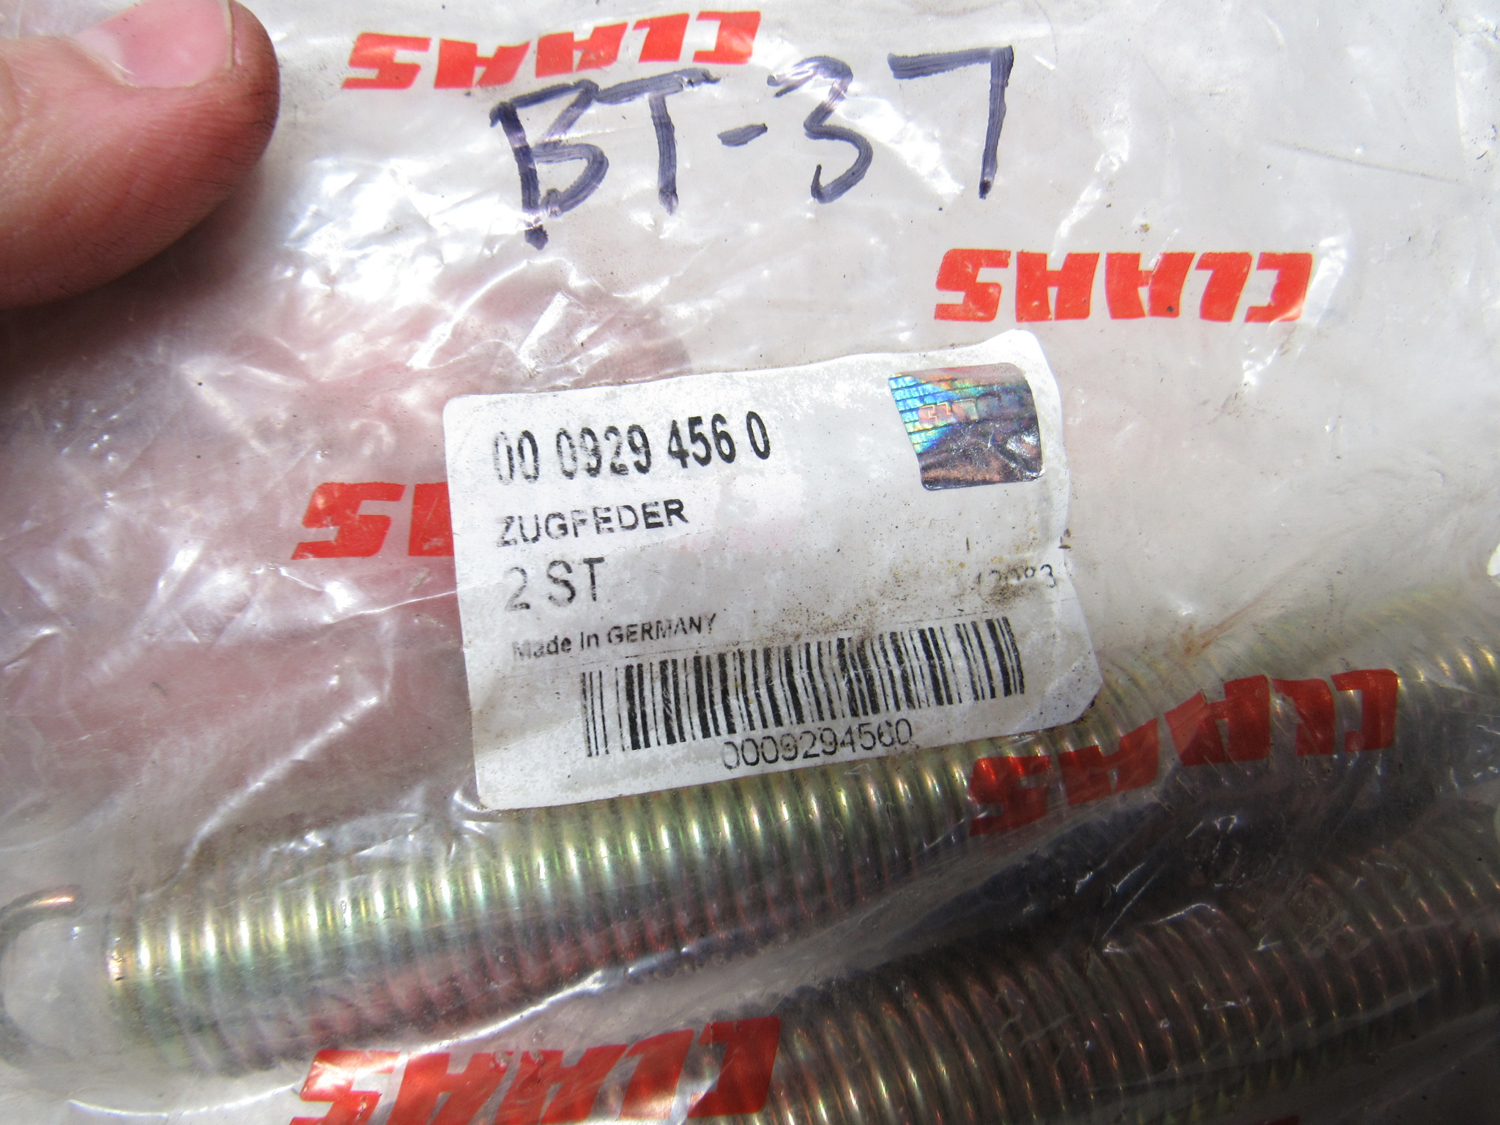 CLAAS
BT-37
CLAAS
00 0929 456 0
ZUGFEDER
2 ST
Made in GERMANY
0009294560
CLAAS
CLAAS